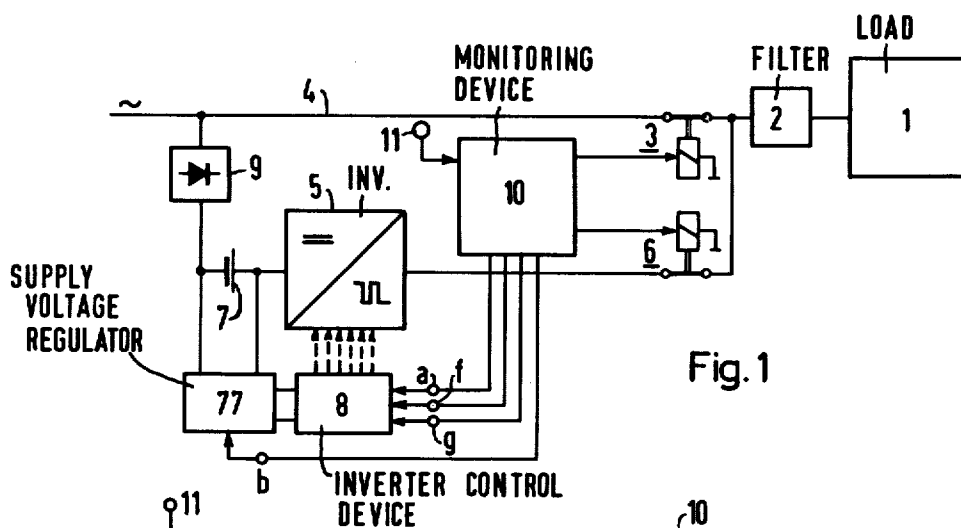 LOAD
FILTER
MONITORING
DEVICE
~
4
11
3
2
1
9
5
INV.
10
6
7
SUPPLY
VOLTAGE
REGULATOR
77
8
a
f
g
b
Fig. 1
INVERTER CONTROL
DEVICE
11
10